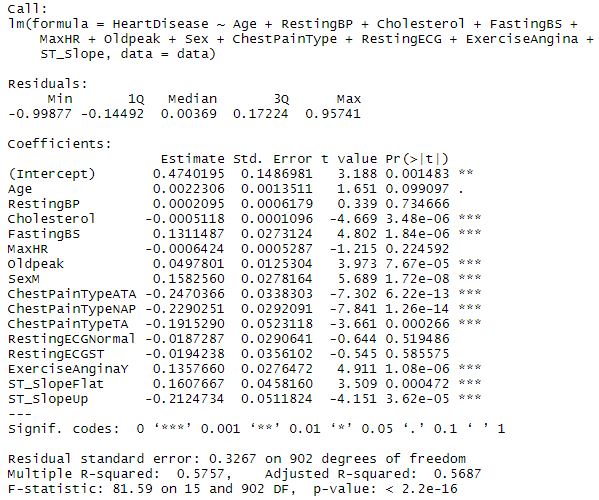 Call:
lm(formula = HeartDisease ~ Age + RestingBP + Cholesterol + FastingBS +
    MaxHR + Oldpeak + Sex + ChestPainType + RestingECG + ExerciseAngina +
    ST_Slope, data = data)

Residuals:
     Min       1Q   Median       3Q      Max
-0.99877 -0.14492  0.00369  0.17224  0.95741

Coefficients:
                   Estimate Std. Error t value Pr(>|t|)
(Intercept)       0.4740195  0.1486981   3.188 0.001483 **
Age               0.0022306  0.0013511   1.651 0.099097 .
RestingBP         0.0002095  0.0006179   0.339 0.734666
Cholesterol      -0.0005118  0.0001096  -4.669 3.48e-06 ***
FastingBS         0.1311487  0.0273124   4.802 1.84e-06 ***
MaxHR            -0.0006424  0.0005287  -1.215 0.224592
Oldpeak           0.0497801  0.0125304   3.973 7.67e-05 ***
SexM              0.1582560  0.0278164   5.689 1.72e-08 ***
ChestPainTypeATA -0.2470366  0.0338303  -7.302 6.22e-13 ***
ChestPainTypeNAP -0.2290251  0.0292091  -7.841 1.26e-14 ***
ChestPainTypeTA  -0.1915290  0.0523118  -3.661 0.000266 ***
RestingECGNormal -0.0187287  0.0290641  -0.644 0.519486
RestingECGST     -0.0194238  0.0356102  -0.545 0.585575
ExerciseAnginaY   0.1357660  0.0276472   4.911 1.08e-06 ***
ST_SlopeFlat      0.1607667  0.0458160   3.509 0.000472 ***
ST_SlopeUp       -0.2124734  0.0511824  -4.151 3.62e-05 ***
---
Signif. codes:  0 ‘***’ 0.001 ‘**’ 0.01 ‘*’ 0.05 ‘.’ 0.1 ‘ ’ 1

Residual standard error: 0.3267 on 902 degrees of freedom
Multiple R-squared:  0.5757,    Adjusted R-squared:  0.5687
F-statistic: 81.59 on 15 and 902 DF,  p-value: < 2.2e-16